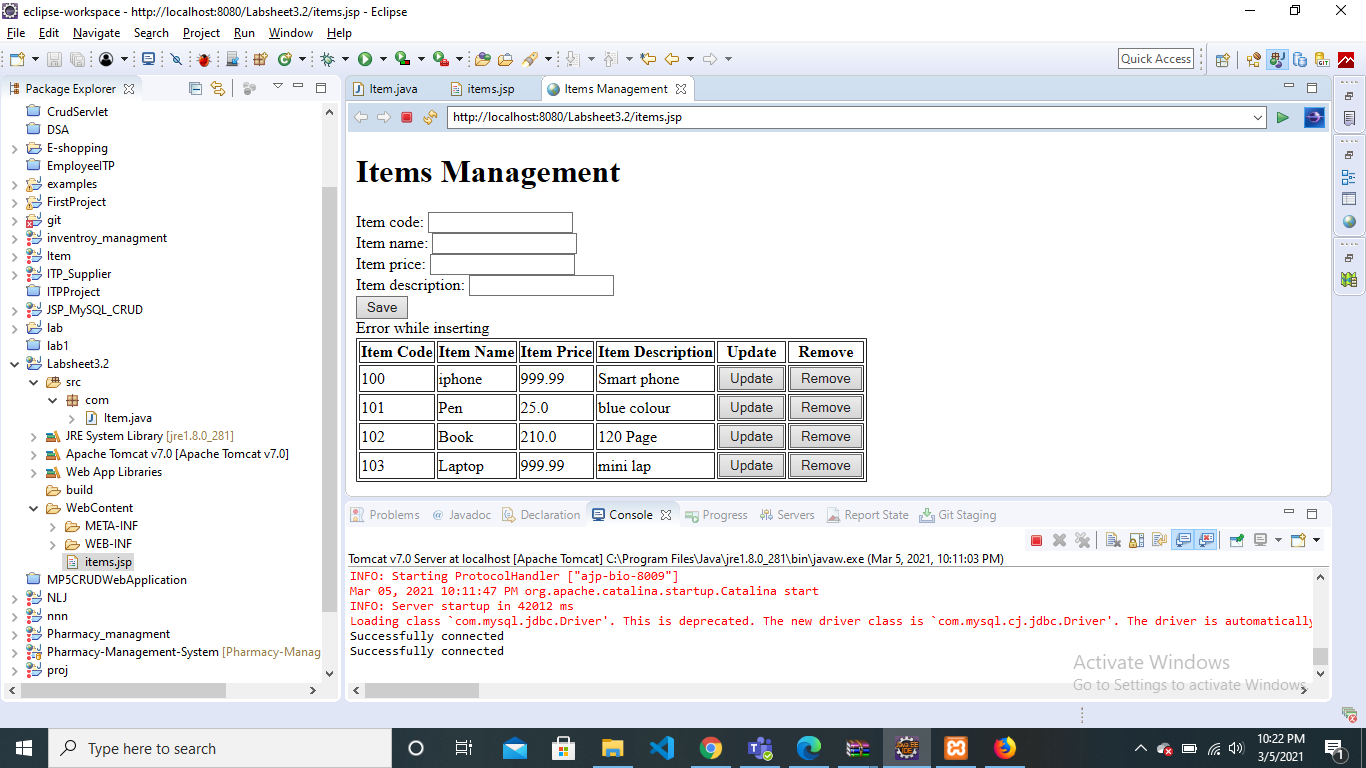 eclipse-workspace - http://localhost:8080/Labsheet3.2/items.jsp - Eclipse
File Edit Navigate Search Project Run Window Help
Quick Access
Package Explorer
Item.java items.jsp Items Management
http://localhost:8080/Labsheet3.2/items.jsp
CrudServlet
DSA
E-shopping
EmployeeITP
examples
FirstProject
git
inventroy_managment
Item
ITP_Supplier
ITPProject
JSP_MySQL_CRUD
lab
lab1
Labsheet3.2
src
com
Item.java
JRE System Library [jre1.8.0_281]
Apache Tomcat v7.0 [Apache Tomcat v7.0]
Web App Libraries
build
WebContent
META-INF
WEB-INF
items.jsp
MP5CRUDWebApplication
NLJ
nnn
Pharmacy_managment
Pharmacy-Management-System [Pharmacy-Manag
proj
Items Management
Item code:
Item name:
Item price:
Item description:
Save
Error while inserting
Item Code Item Name Item Price Item Description Update Remove
100 iphone 999.99 Smart phone Update Remove
101 Pen 25.0 blue colour Update Remove
102 Book 210.0 120 Page Update Remove
103 Laptop 999.99 mini lap Update Remove
Problems @ Javadoc Declaration Console Progress Servers Report State Git Staging
Tomcat v7.0 Server at localhost [Apache Tomcat] C:\Program Files\Java\jre1.8.0_281\bin\javaw.exe (Mar 5, 2021, 10:11:03 PM)
INFO: Starting ProtocolHandler ["ajp-bio-8009"]
Mar 05, 2021 10:11:47 PM org.apache.catalina.startup.Catalina start
INFO: Server startup in 42012 ms
Loading class `com.mysql.jdbc.Driver'. This is deprecated. The new driver class is `com.mysql.cj.jdbc.Driver'. The driver is automatically
Successfully connected
Successfully connected
Activate Windows
Go to Settings to activate Windows.
Type here to search
10:22 PM
3/5/2021
1